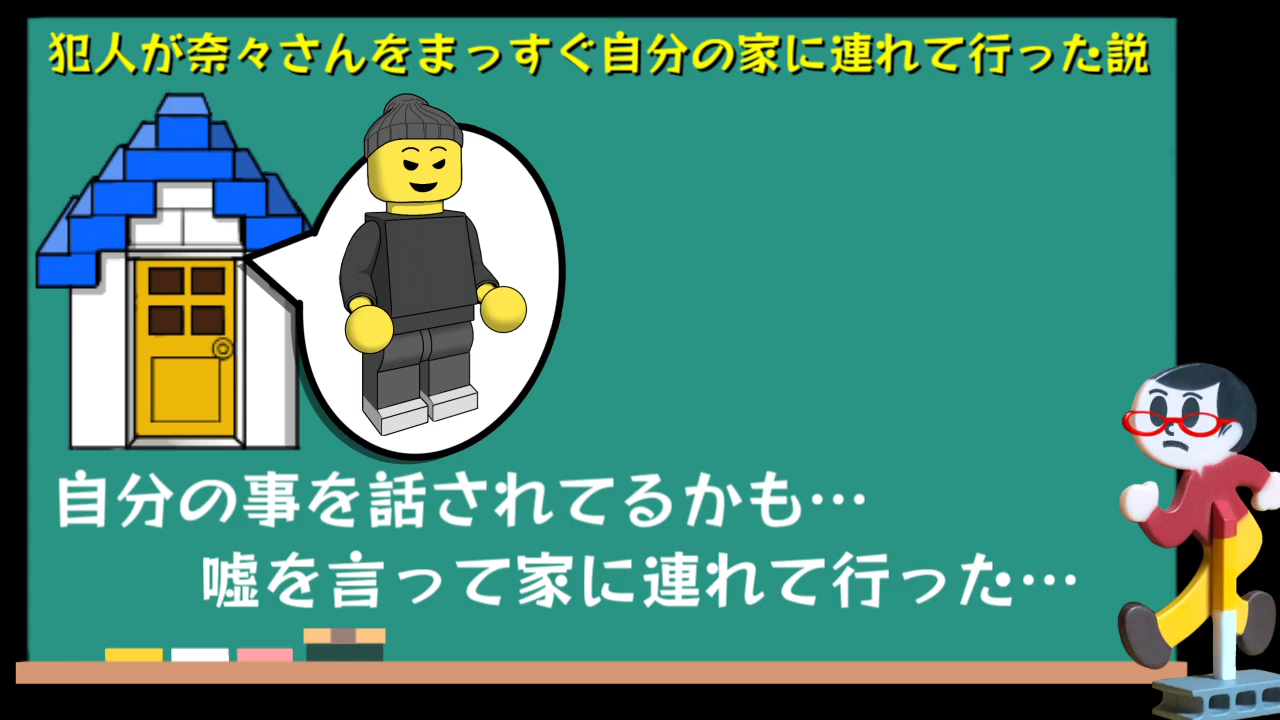 犯人が奈々さんをまっすぐ自分の家に連れて行った説
自分の事を話されてるかも…
嘘を言って家に連れて行った…